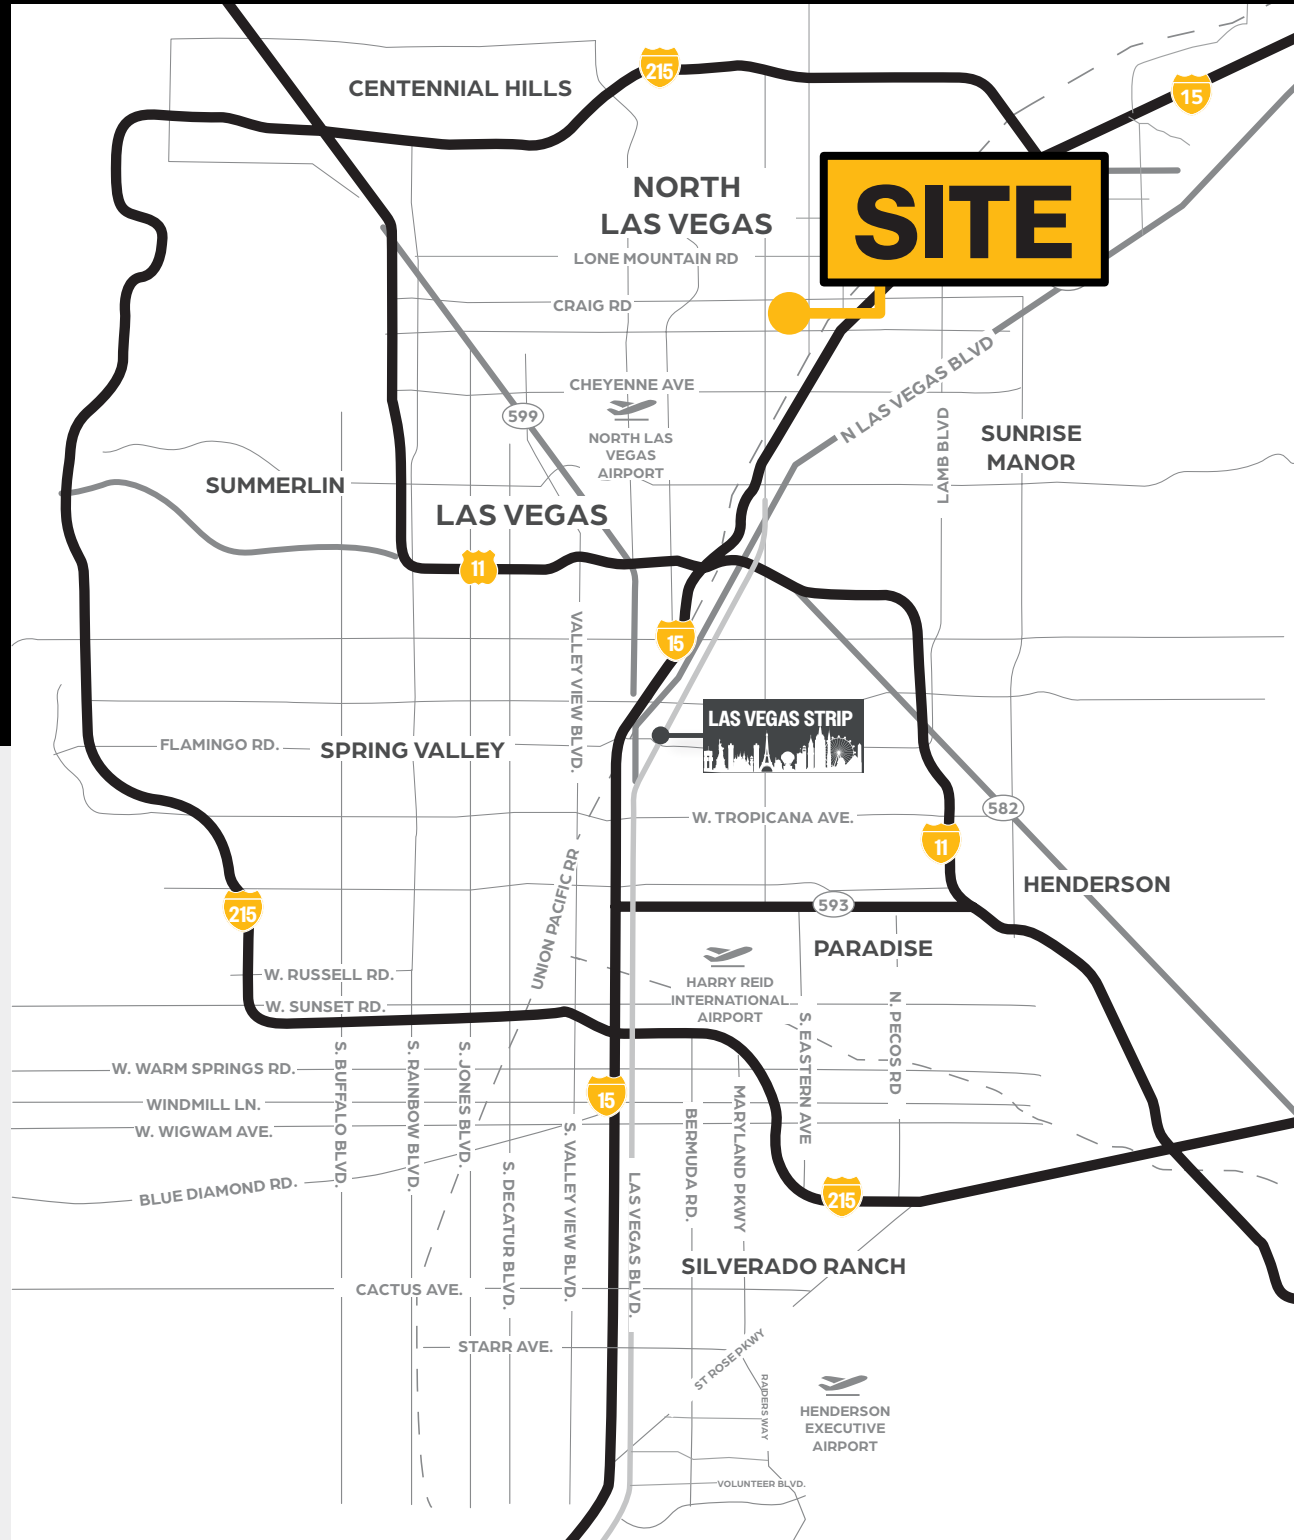 215
15
CENTENNIAL HILLS
NORTH
LAS VEGAS
SITE
LONE MOUNTAIN RD
CRAIG RD
N LAS VEGAS BLVD
CHEYENNE AVE
599
NORTH LAS
VEGAS
AIRPORT
LAMB BLVD
SUNRISE
MANOR
SUMMERLIN
LAS VEGAS
11
15
VALLEY VIEW BLVD.
LAS VEGAS STRIP
FLAMINGO RD.
SPRING VALLEY
582
W. TROPICANA AVE.
11
HENDERSON
215
593
UNION PACIFIC RR
PARADISE
W. RUSSELL RD.
HARRY REID
INTERNATIONAL
AIRPORT
W. SUNSET RD.
N. PECOS RD
S. EASTERN AVE
S. BUFFALO BLVD.
S. RAINBOW BLVD.
S. JONES BLVD.
W. WARM SPRINGS RD.
15
WINDMILL LN.
MARYLAND PKWY
BERMUDA RD.
W. WIGWAM AVE.
S. VALLEY VIEW BLVD.
S. DECATUR BLVD.
LAS VEGAS BLVD.
BLUE DIAMOND RD.
215
SILVERADO RANCH
CACTUS AVE.
STARR AVE.
ST ROSE PKWY
RAIDERS WAY
HENDERSON
EXECUTIVE
AIRPORT
VOLUNTEER BLVD.